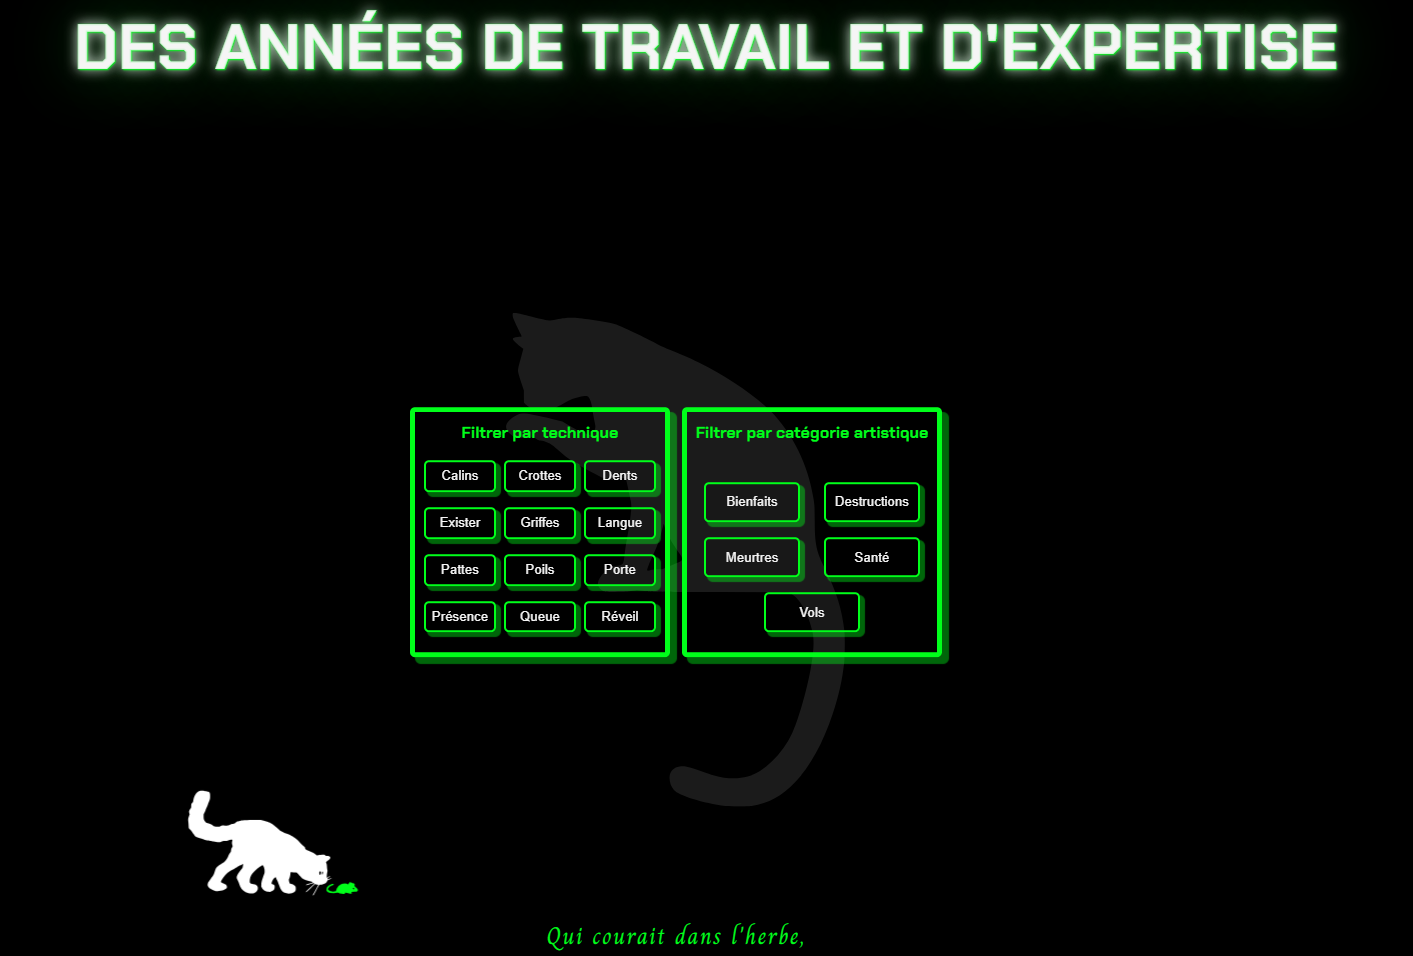 DES ANNÉES DE TRAVAIL ET D'EXPERTISE
Filtrer par technique
Calins Crottes Dents
Exister Griffes Langue
Pattes Poils Porte
Présence Queue Réveil
Filtrer par catégorie artistique
Bienfaits Destructions
Meurtres Santé
Vols
Qui courait dans l'herbe,